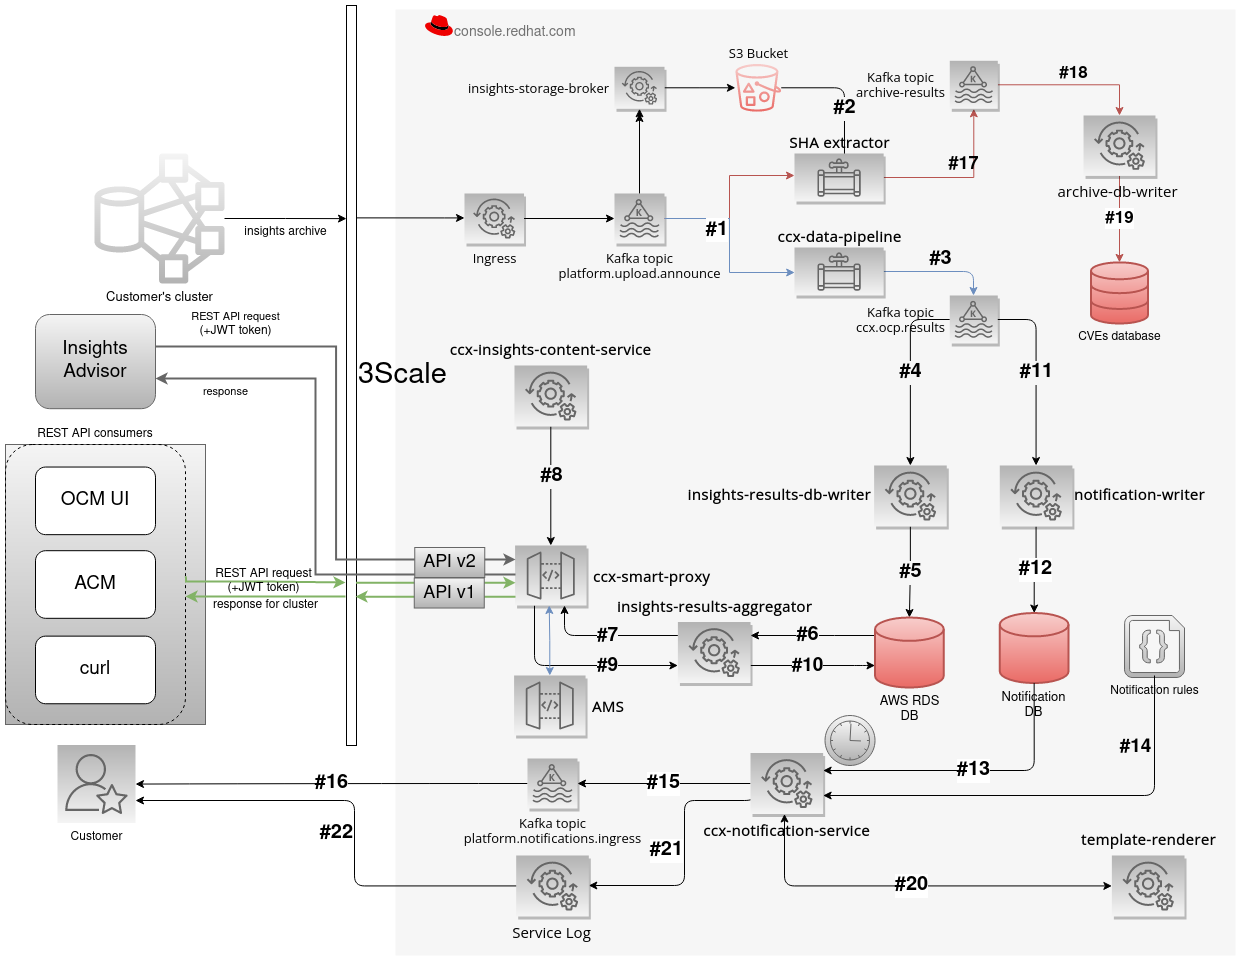 console.redhat.com
S3 Bucket
insights-storage-broker
#2
Kafka topic
archive-results
#18
SHA extractor
#17
archive-db-writer
#19
insights archive
Ingress
Kafka topic
platform.upload.announce
#1
ccx-data-pipeline
#3
Customer's cluster
Kafka topic
ccx.ocp.results
CVEs database
REST API request
(+JWT token)
Insights
Advisor
response
3Scale
ccx-insights-content-service
#4
#11
REST API consumers
#8
OCM UI
insights-results-db-writer
notification-writer
ACM
REST API request
(+JWT token)
response for cluster
API v2
API v1
ccx-smart-proxy
#5
#12
insights-results-aggregator
#7
#6
#9
#10
curl
AMS
AWS RDS
DB
Notification
DB
Notification rules
#14
#13
#16
#15
Customer
Kafka topic
platform.notifications.ingress
ccx-notification-service
#22
#21
template-renderer
#20
Service Log